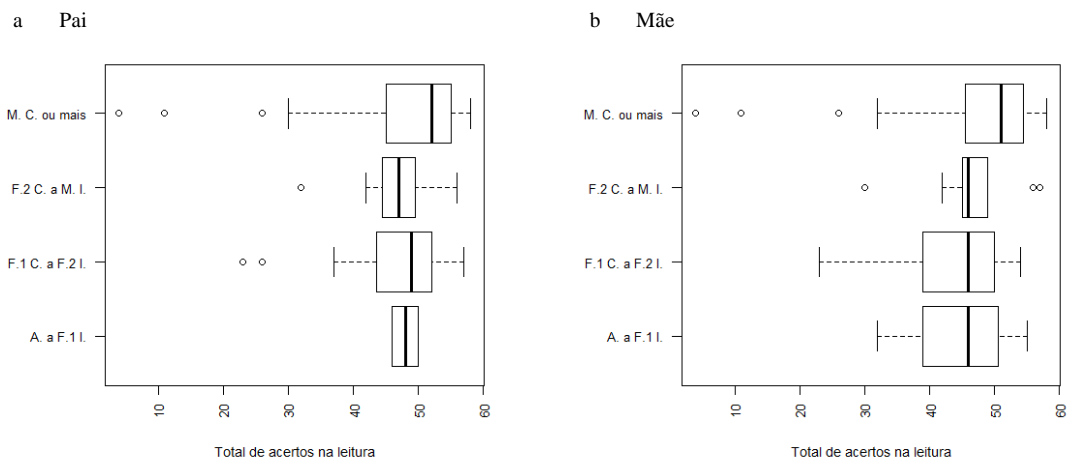 a Pai
M. C. ou mais
F.2 C. a M. I.
F.1 C. a F.2 I.
A. a F.1 I.
10 20 30 40 50 60
Total de acertos na leitura
b Mãe
M. C. ou mais
F.2 C. a M. I.
F.1 C. a F.2 I.
A. a F.1 I.
10 20 30 40 50 60
Total de acertos na leitura